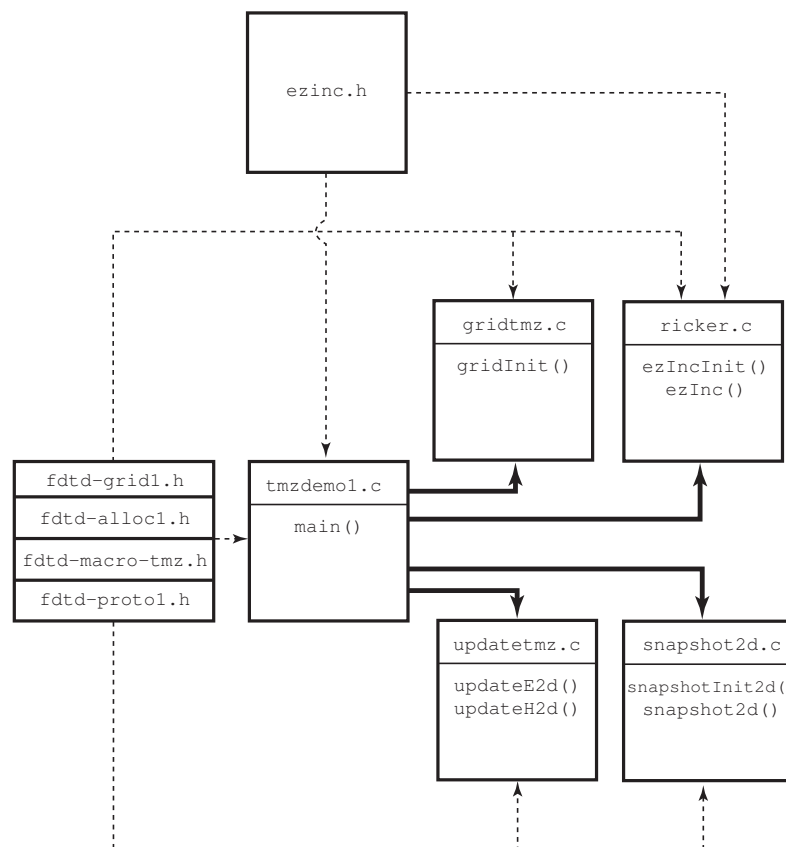 ezinc.h
gridtmz.c
gridInit()
ricker.c
ezIncInit()
ezInc()
fdtd-grid1.h
fdtd-alloc1.h
fdtd-macro-tmz.h
fdtd-proto1.h
tmzdemo1.c
main()
updatetmz.c
updateE2d()
updateH2d()
snapshot2d.c
snapshotInit2d(
snapshot2d()